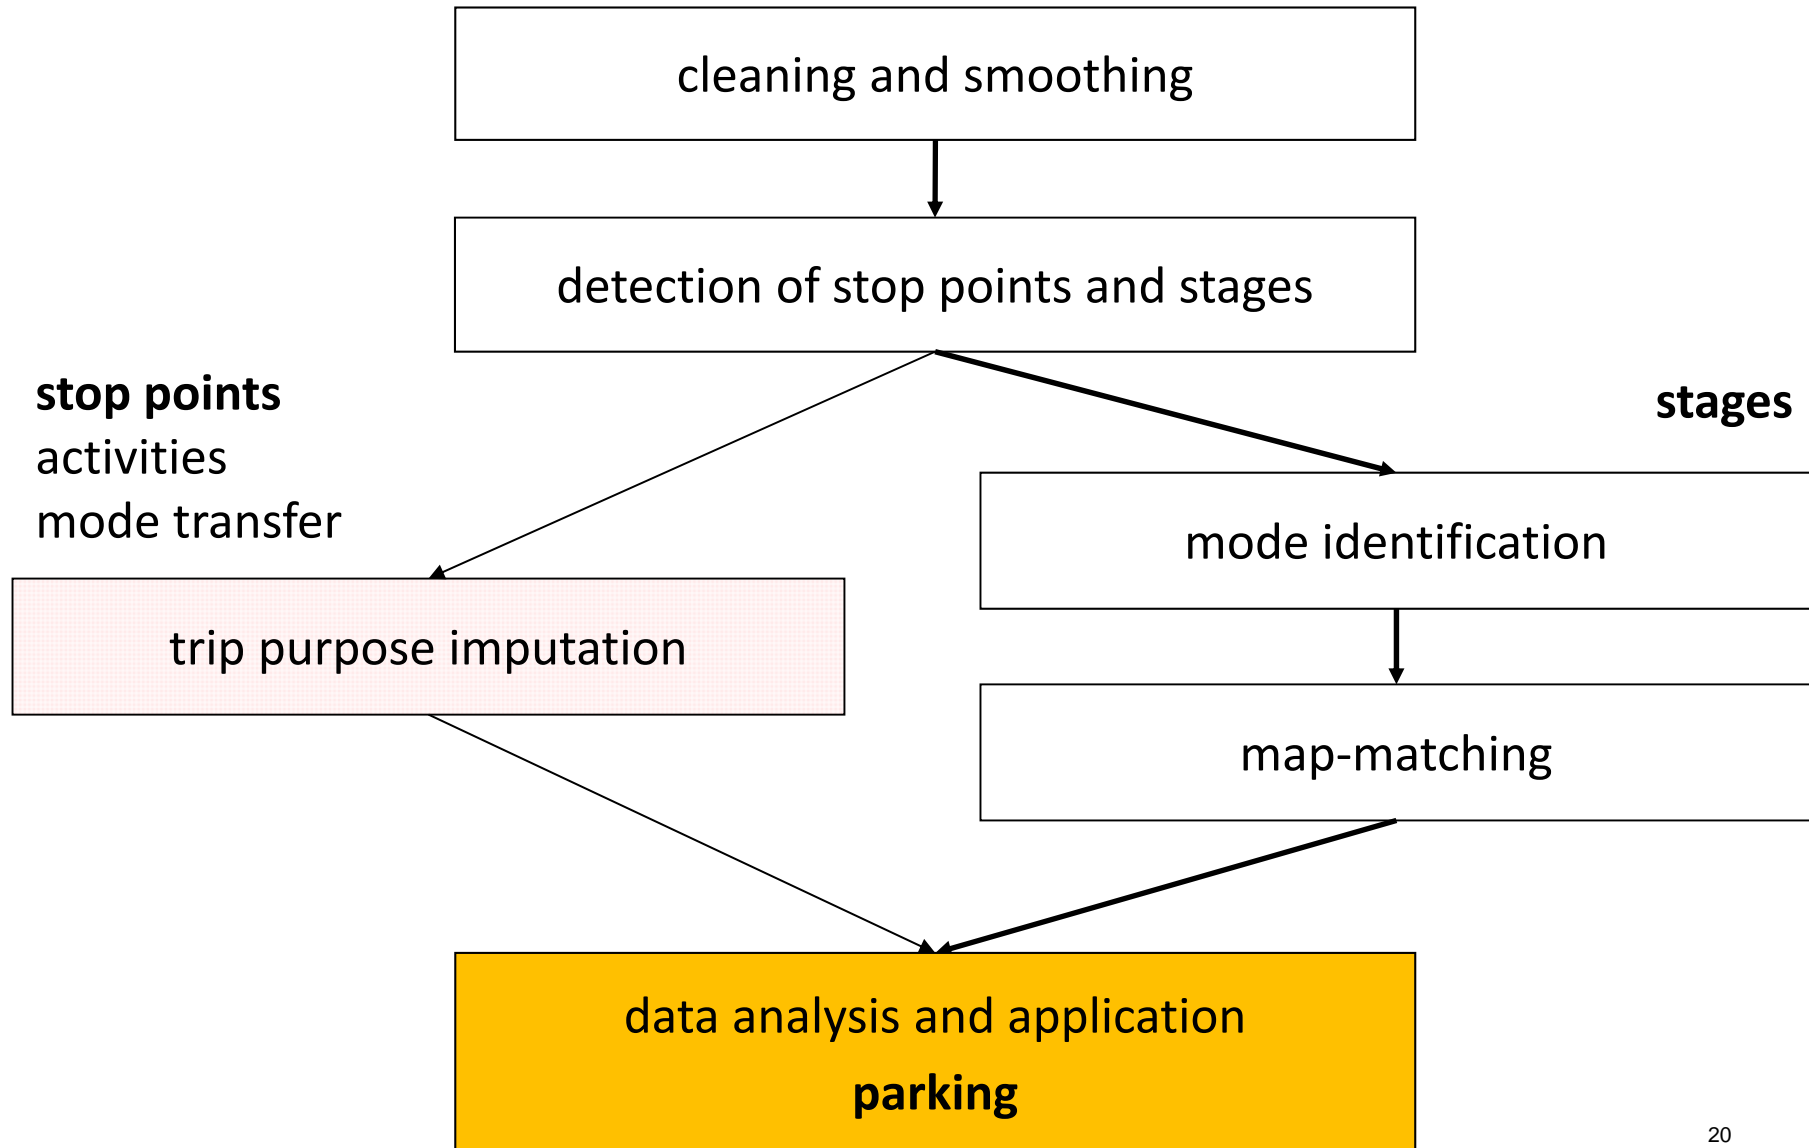 cleaning and smoothing
detection of stop points and stages
stop points
activities
mode transfer
stages
mode identification
trip purpose imputation
map-matching
data analysis and application
parking
20